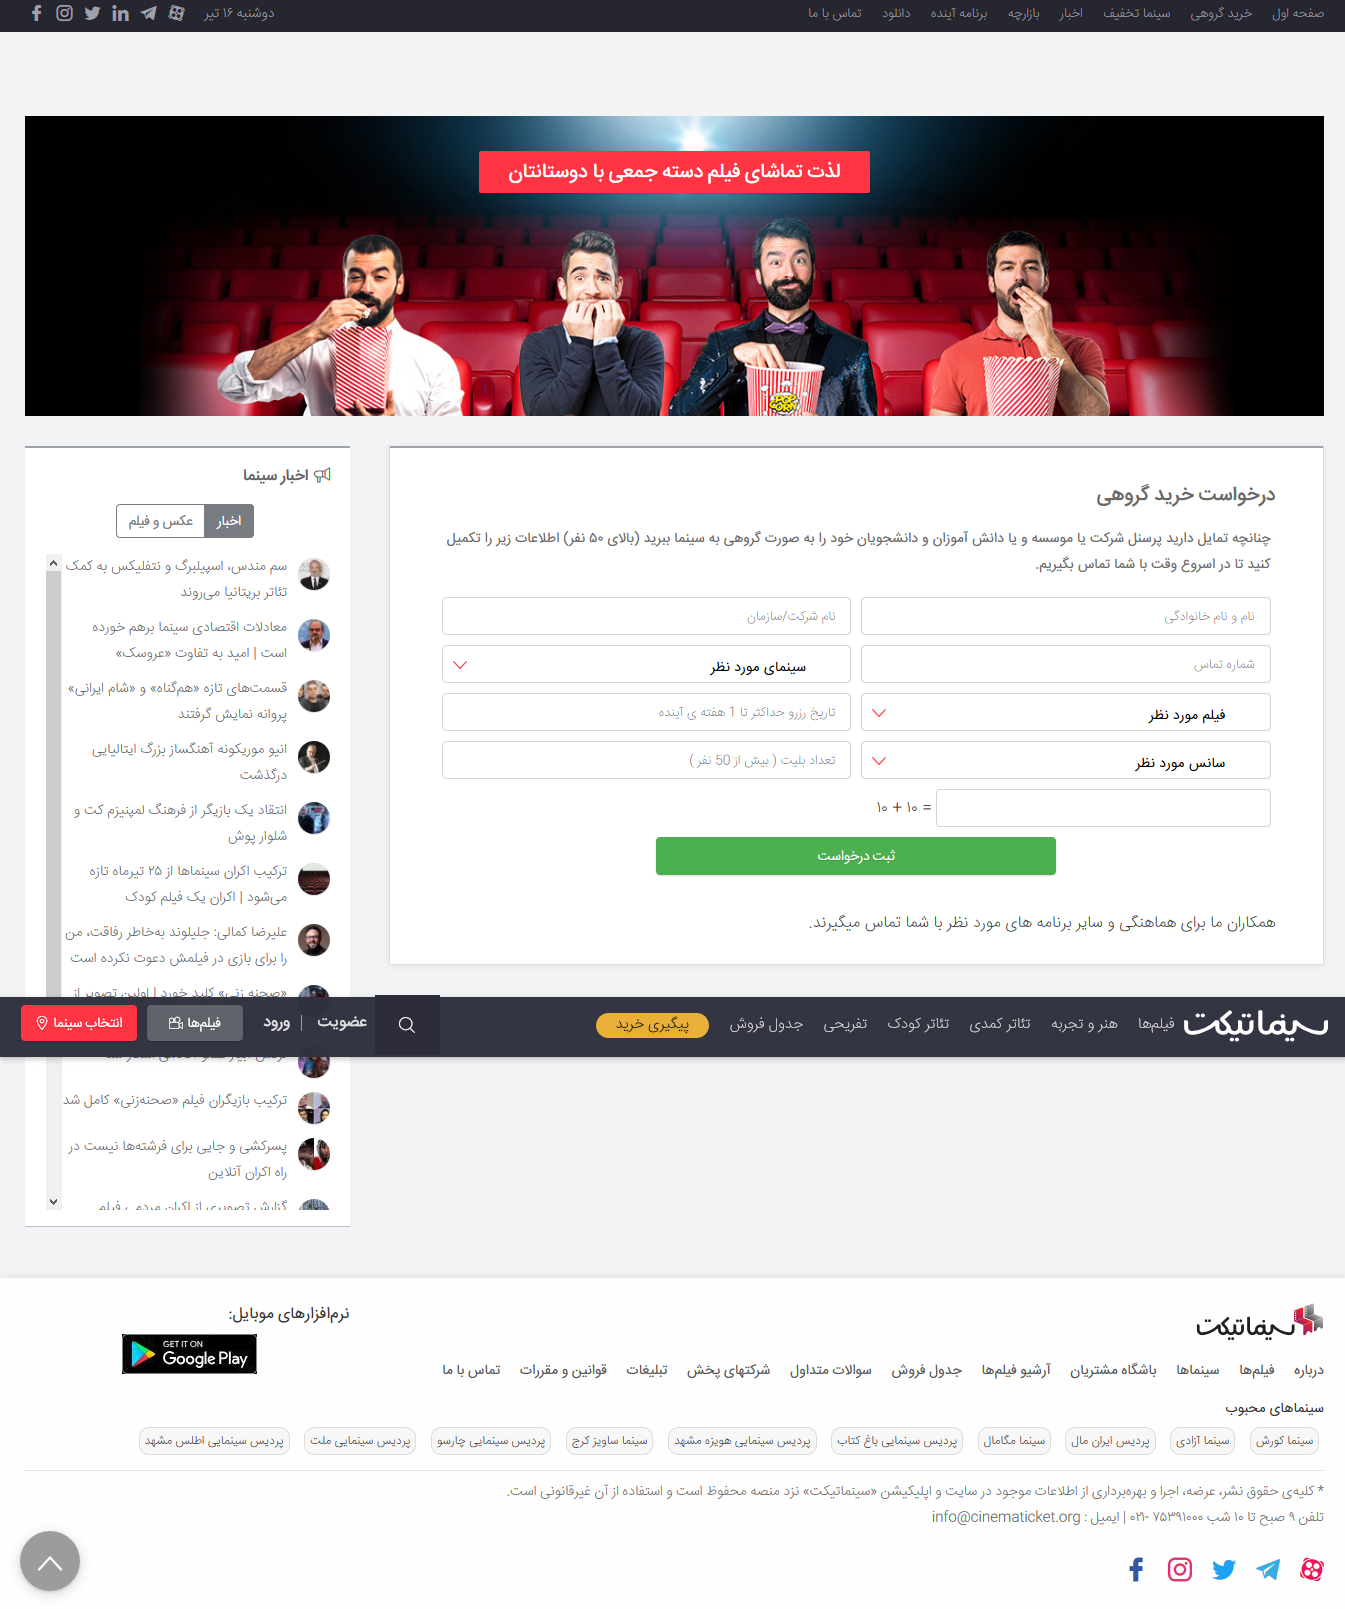 صفحه اول خرید گروهی سینما تخفیف اخبار بازارچه برنامه آینده دانلود تماس با ما
دوشنبه ۱۶ تیر
لذت تماشای فیلم دسته جمعی با دوستانتان
POP CORN
درخواست خرید گروهی
چنانچه تمایل دارید پرسنل شرکت یا موسسه و یا دانش آموزان و دانشجویان خود را به صورت گروهی به سینما ببرید (بالای ۵۰ نفر) اطلاعات زیر را تکمیل
کنید تا در اسروع وقت با شما تماس بگیریم.
نام و نام خانوادگی
نام شرکت/سازمان
شماره تماس
سینمای مورد نظر
فیلم مورد نظر
تاریخ رزرو حداکثر تا 1 هفته ی آینده
سانس مورد نظر
تعداد بلیت ( بیش از 50 نفر )
= ۱۰ + ۱۰
ثبت درخواست
همکاران ما برای هماهنگی و سایر برنامه های مورد نظر با شما تماس میگیرند.
اخبار سینما
اخبار
عکس و فیلم
سم مندس، اسپیلبرگ و نتفلیکس به کمک
تئاتر بریتانیا می‌روند
معادلات اقتصادی سینما برهم خورده
است | امید به تفاوت «عروسک»
قسمت‌های تازه «هم‌گناه» و «شام ایرانی»
پروانه نمایش گرفتند
انیو موریکونه آهنگساز بزرگ ایتالیایی
درگذشت
انتقاد یک بازیگر از فرهنگ لمپنیزم کت و
شلوار پوش
ترکیب اکران سینماها از ۲۵ تیرماه تازه
می‌شود | اکران یک فیلم کودک
علیرضا کمالی: جلیلوند به‌خاطر رفاقت، من
را برای بازی در فیلمش دعوت نکرده است
«صحنه زنی» کلید خورد | اولین تصویر از
سینماتیکت
فیلم‌ها هنر و تجربه تئاتر کمدی تئاتر کودک تفریحی جدول فروش پیگیری خرید
عضویت | ورود
فیلم‌ها
انتخاب سینما
ترکیب بازیگران فیلم «صحنه‌زنی» کامل شد
پسرکشی و جایی برای فرشته‌ها نیست در
راه اکران آنلاین
گزارش تصویری از اکران مردمی فیلم
سینماتیکت
نرم‌افزارهای موبایل:
GET IT ON
Google Play
درباره فیلم‌ها سینماها باشگاه مشتریان آرشیو فیلم‌ها جدول فروش سوالات متداول شرکتهای پخش تبلیغات قوانین و مقررات تماس با ما
سینماهای محبوب
سینما کورش سینما آزادی پردیس ایران مال سینما مگامال پردیس سینمایی باغ کتاب پردیس سینمایی هویزه مشهد سینما ساویز کرج پردیس سینمایی چارسو پردیس سینمایی ملت پردیس سینمایی اطلس مشهد
* کلیه‌ی حقوق نشر، عرضه، اجرا و بهره‌برداری از اطلاعات موجود در سایت و اپلیکیشن «سینماتیکت» نزد منصه محفوظ است و استفاده از آن غیرقانونی است.
تلفن ۹ صبح تا ۱۰ شب ۷۵۳۹۱۰۰۰ -۰۲۱ | ایمیل : info@cinematicket.org